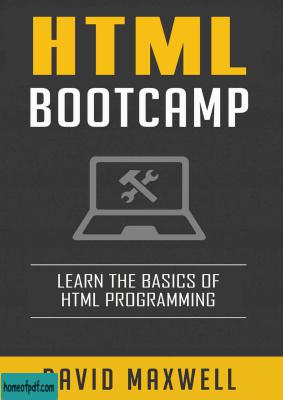 HTML
BOOTCAMP
LEARN THE BASICS OF
HTML PROGRAMMING
DAVID MAXWELL
homeofpdf.com